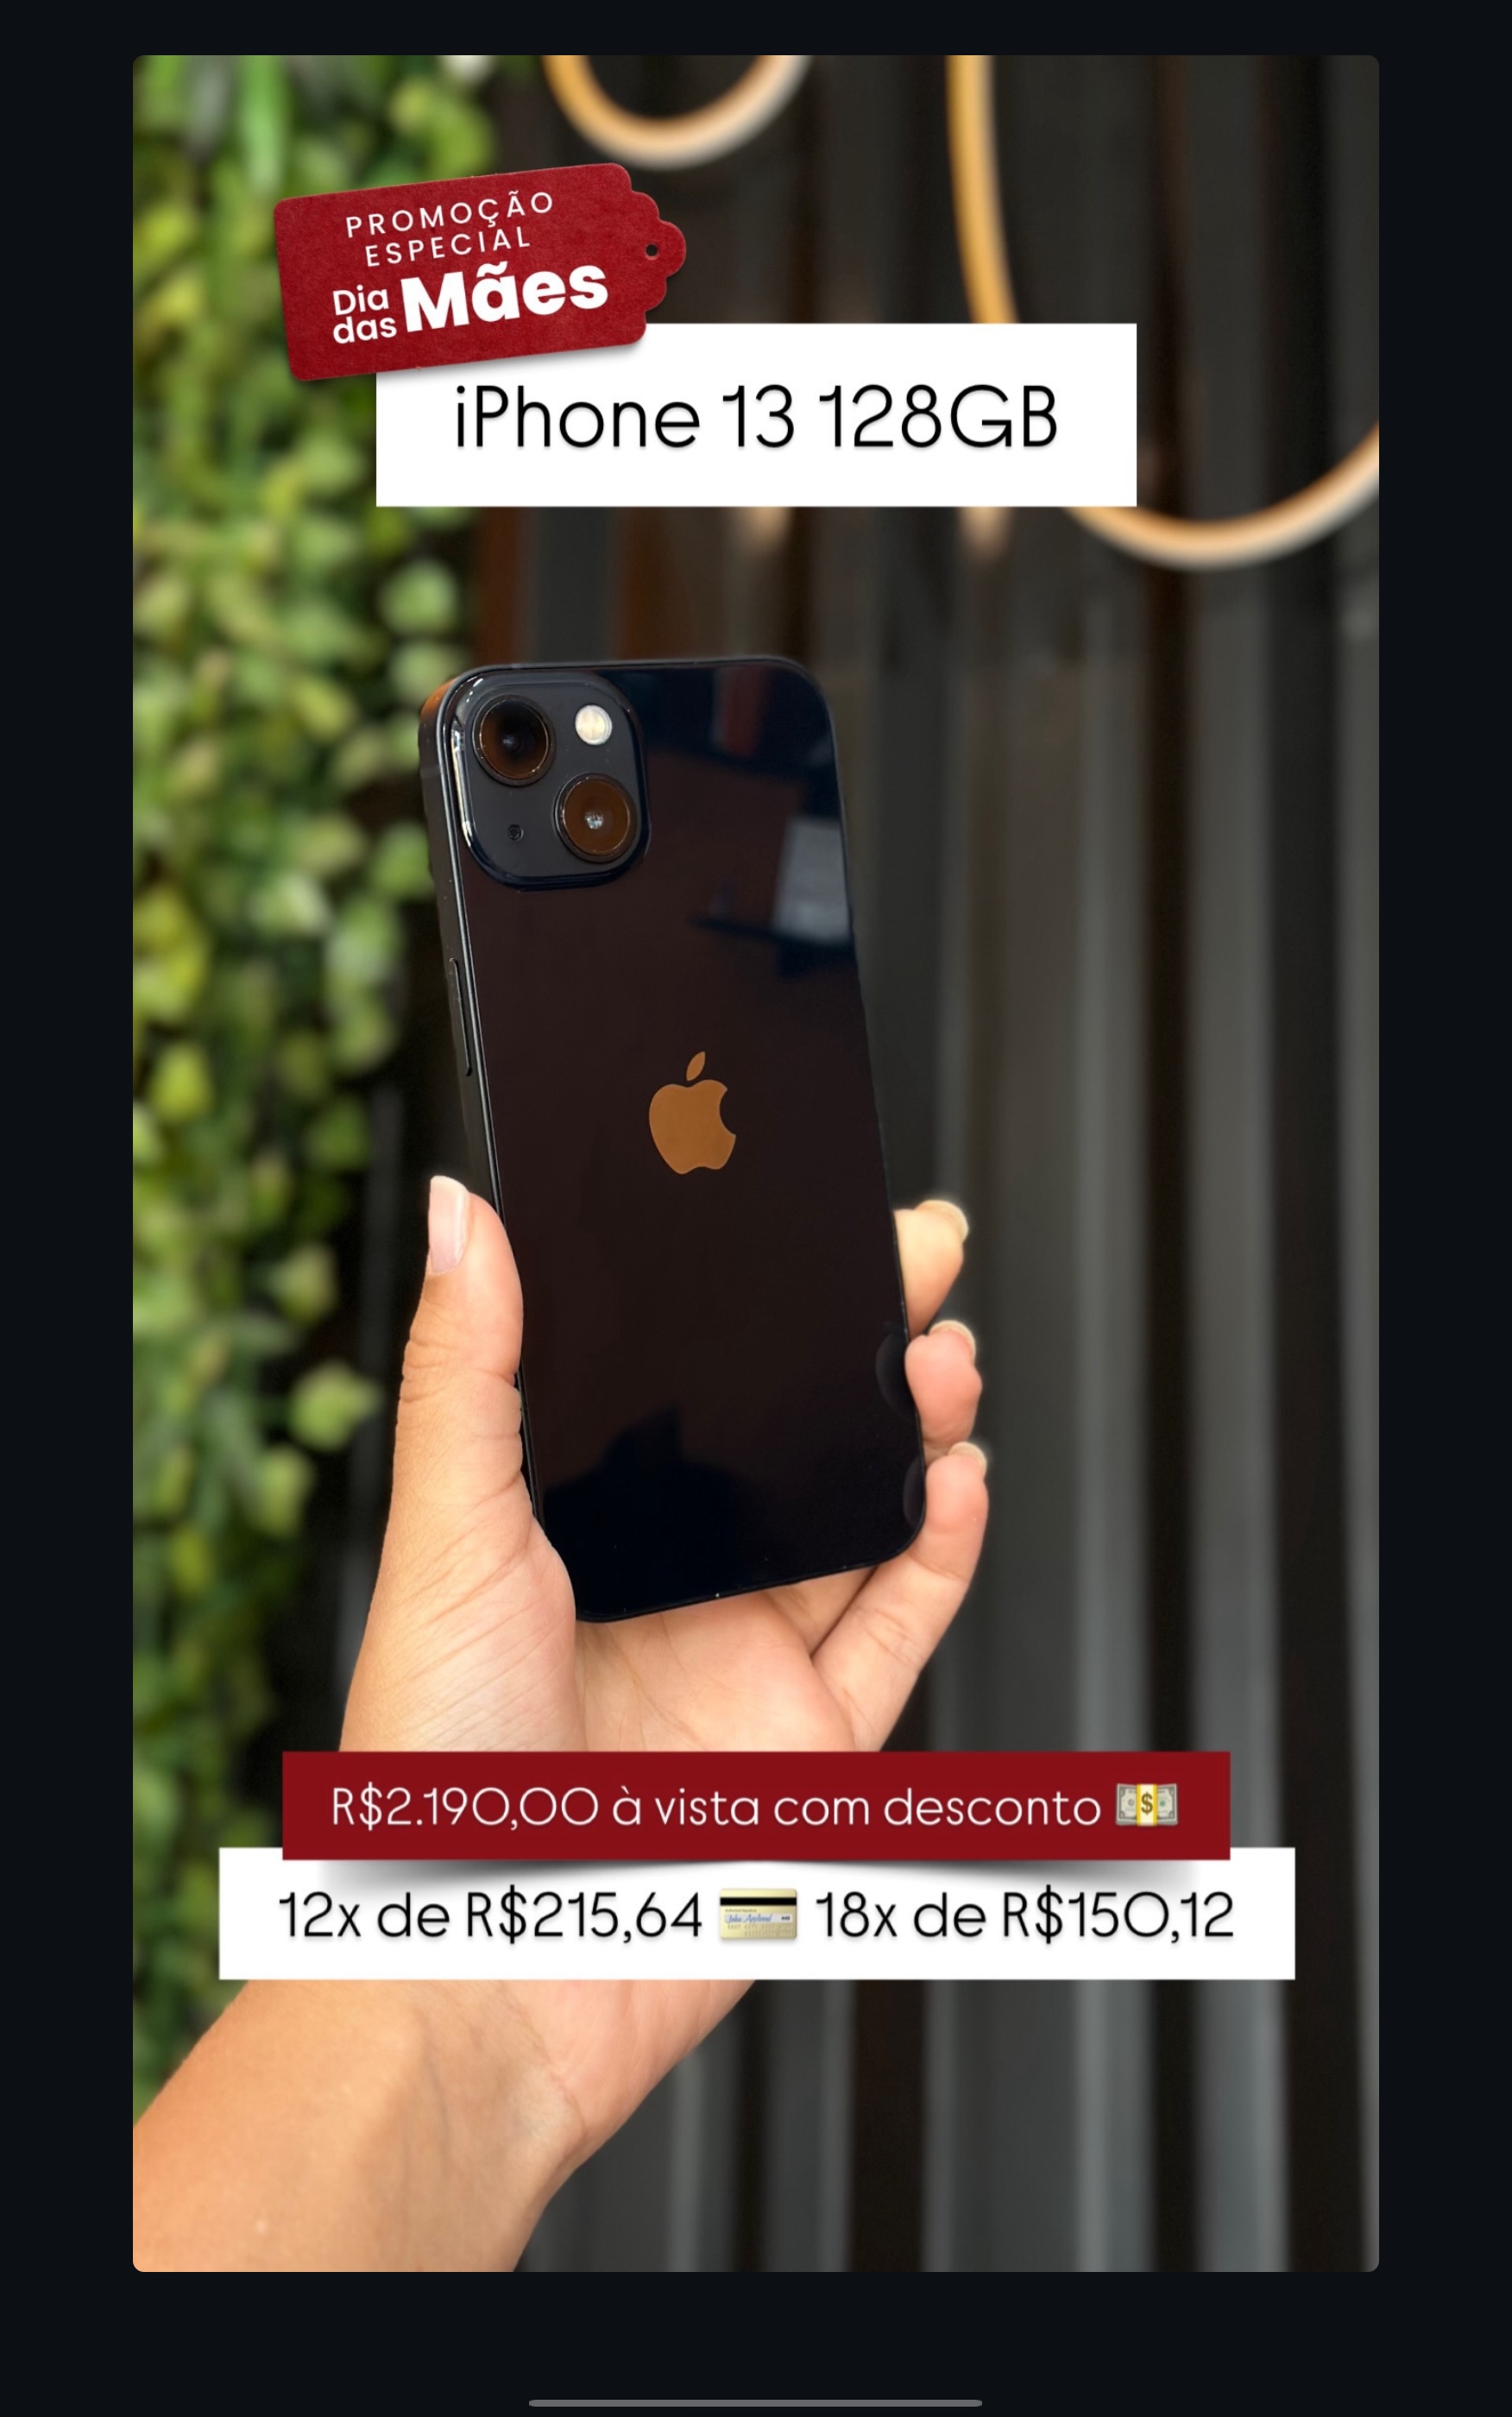 PROMOÇÃO
ESPECIAL
Dia
das Mães
iPhone 13 128GB
R$2.190,00 à vista com desconto
12x de R$215,64 18x de R$150,12